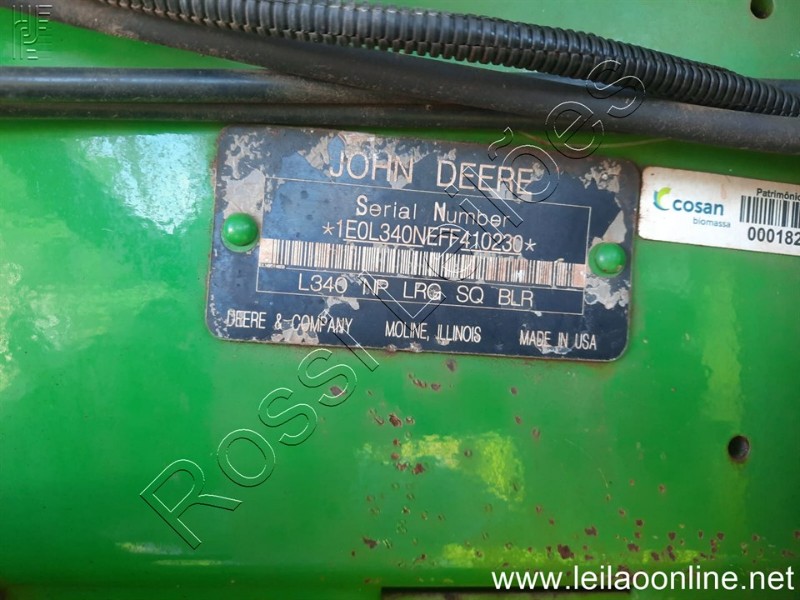 JOHN DEERE
Serial Number
*1E0L340NEFF410230*
L340 NP LRG SQ BLR
DEERE & COMPANY MOLINE, ILLINOIS MADE IN USA
Patrimônio
cosan
biomassa
000182
Rossi Leilões
www.leilaoonline.net